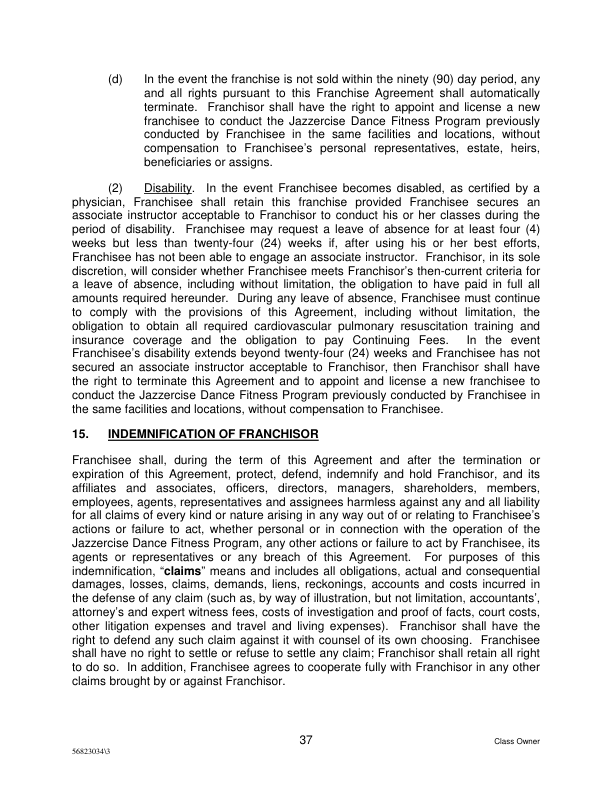 (d) In the event the franchise is not sold within the ninety (90) day period, any
and all rights pursuant to this Franchise Agreement shall automatically
terminate. Franchisor shall have the right to appoint and license a new
franchisee to conduct the Jazzercise Dance Fitness Program previously
conducted by Franchisee in the same facilities and locations, without
compensation to Franchisee's personal representatives, estate, heirs,
beneficiaries or assigns.
(2) Disability. In the event Franchisee becomes disabled, as certified by a
physician, Franchisee shall retain this franchise provided Franchisee secures an
associate instructor acceptable to Franchisor to conduct his or her classes during the
period of disability. Franchisee may request a leave of absence for at least four (4)
weeks but less than twenty-four (24) weeks if, after using his or her best efforts,
Franchisee has not been able to engage an associate instructor. Franchisor, in its sole
discretion, will consider whether Franchisee meets Franchisor's then-current criteria for
a leave of absence, including without limitation, the obligation to have paid in full all
amounts required hereunder. During any leave of absence, Franchisee must continue
to comply with the provisions of this Agreement, including without limitation, the
obligation to obtain all required cardiovascular pulmonary resuscitation training and
insurance coverage and the obligation to pay Continuing Fees. In the event
Franchisee's disability extends beyond twenty-four (24) weeks and Franchisee has not
secured an associate instructor acceptable to Franchisor, then Franchisor shall have
the right to terminate this Agreement and to appoint and license a new franchisee to
conduct the Jazzercise Dance Fitness Program previously conducted by Franchisee in
the same facilities and locations, without compensation to Franchisee.
15. INDEMNIFICATION OF FRANCHISOR
Franchisee shall, during the term of this Agreement and after the termination or
expiration of this Agreement, protect, defend, indemnify and hold Franchisor, and its
affiliates and associates, officers, directors, managers, shareholders, members,
employees, agents, representatives and assignees harmless against any and all liability
for all claims of every kind or nature arising in any way out of or relating to Franchisee's
actions or failure to act, whether personal or in connection with the operation of the
Jazzercise Dance Fitness Program, any other actions or failure to act by Franchisee, its
agents or representatives or any breach of this Agreement. For purposes of this
indemnification, “claims” means and includes all obligations, actual and consequential
damages, losses, claims, demands, liens, reckonings, accounts and costs incurred in
the defense of any claim (such as, by way of illustration, but not limitation, accountants',
attorney's and expert witness fees, costs of investigation and proof of facts, court costs,
other litigation expenses and travel and living expenses). Franchisor shall have the
right to defend any such claim against it with counsel of its own choosing. Franchisee
shall have no right to settle or refuse to settle any claim; Franchisor shall retain all right
to do so. In addition, Franchisee agrees to cooperate fully with Franchisor in any other
claims brought by or against Franchisor.
37
Class Owner
56823034\3